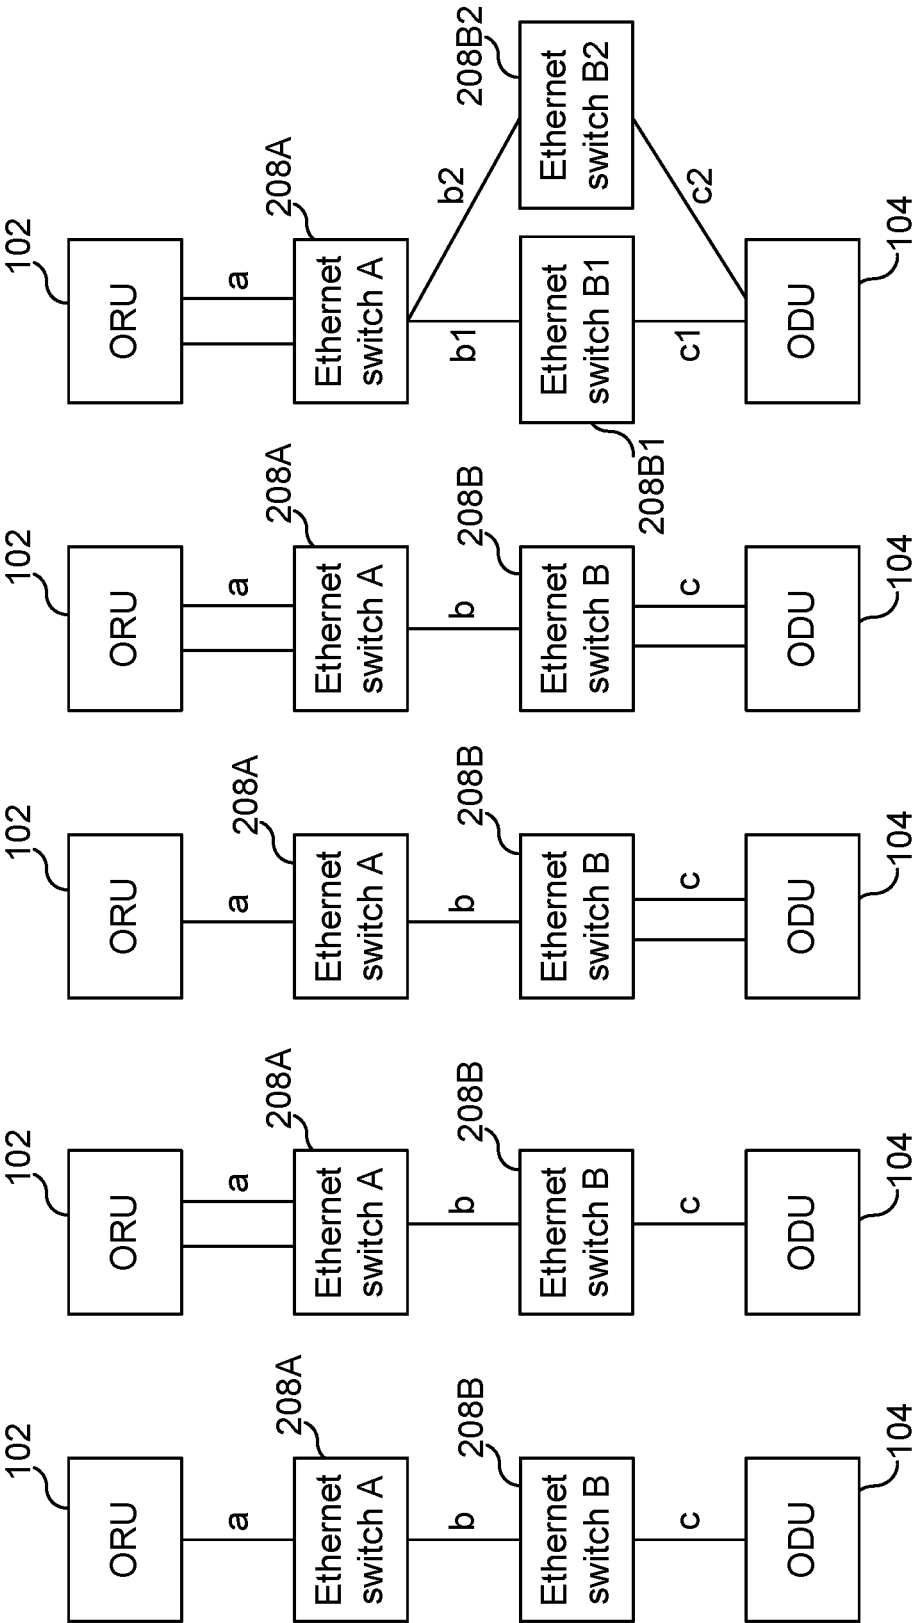 102
ORU
a
208A
Ethernet
switch A
b
208B
Ethernet
switch B
c
ODU
104
102
ORU
a
208A
Ethernet
switch A
b
208B
Ethernet
switch B
c
ODU
104
102
ORU
a
208A
Ethernet
switch A
b
208B
Ethernet
switch B
c
ODU
104
102
ORU
a
208A
Ethernet
switch A
b
208B
Ethernet
switch B
c
ODU
104
102
ORU
a
208A
Ethernet
switch A
b1
b2
208B2
Ethernet
switch B1
Ethernet
switch B2
208B1
c1
c2
ODU
104